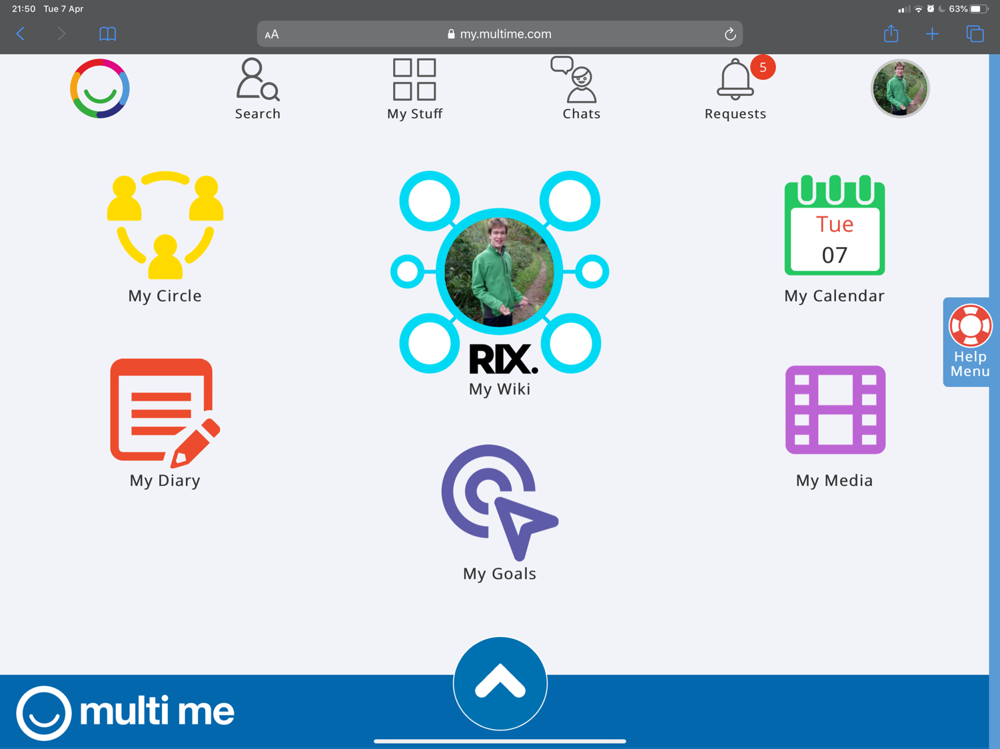 21:50 Tue 7 Apr
63%
AA
my.multime.com
5
Search
My Stuff
Chats
Requests
Tue
07
My Circle
My Calendar
RIX.
My Wiki
Help
Menu
My Diary
My Media
My Goals
multi me